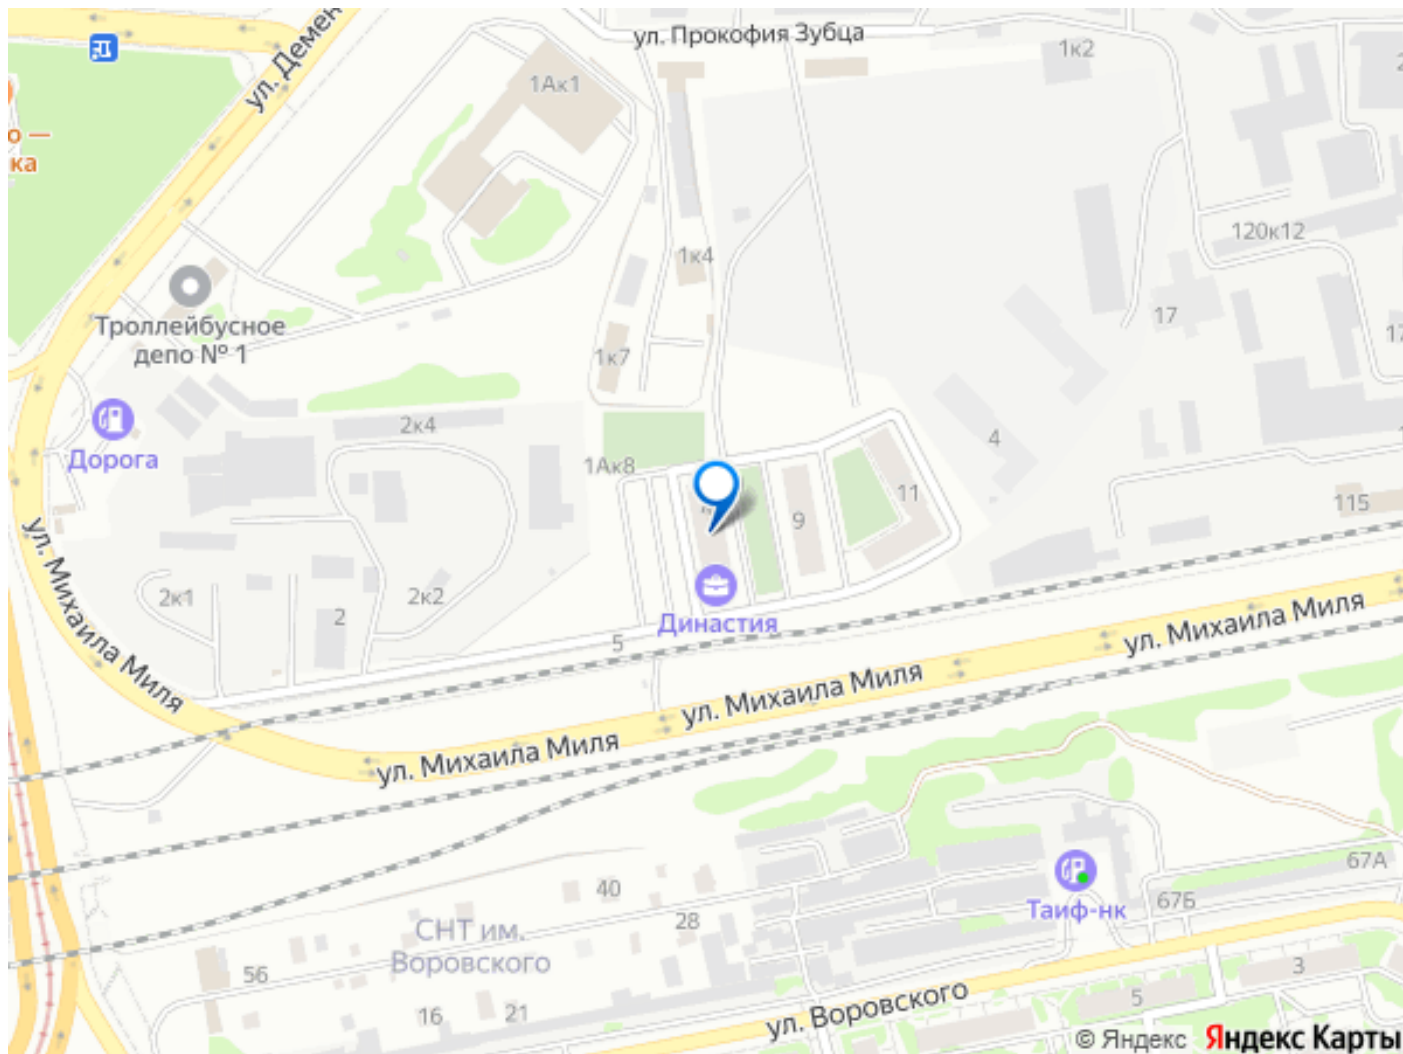 ул. Прокофия Зубца
1к2
ул. Демен
1Ак1
о —
ка
120к12
1к4
17
Троллейбусное
депо № 1
1к7
2к4
4
Дорога
1Ак8
11
115
9
ул. Михаила Миля
2к1
2к2
2
Династия
5
ул. Михаила Миля
ул. Михаила Миля
ул. Михаила Миля
67А
40
67Б
Таиф-нк
28
СНТ им.
Воровского
56
3
5
16
21
ул. Воровского
© Яндекс Яндекс Карты